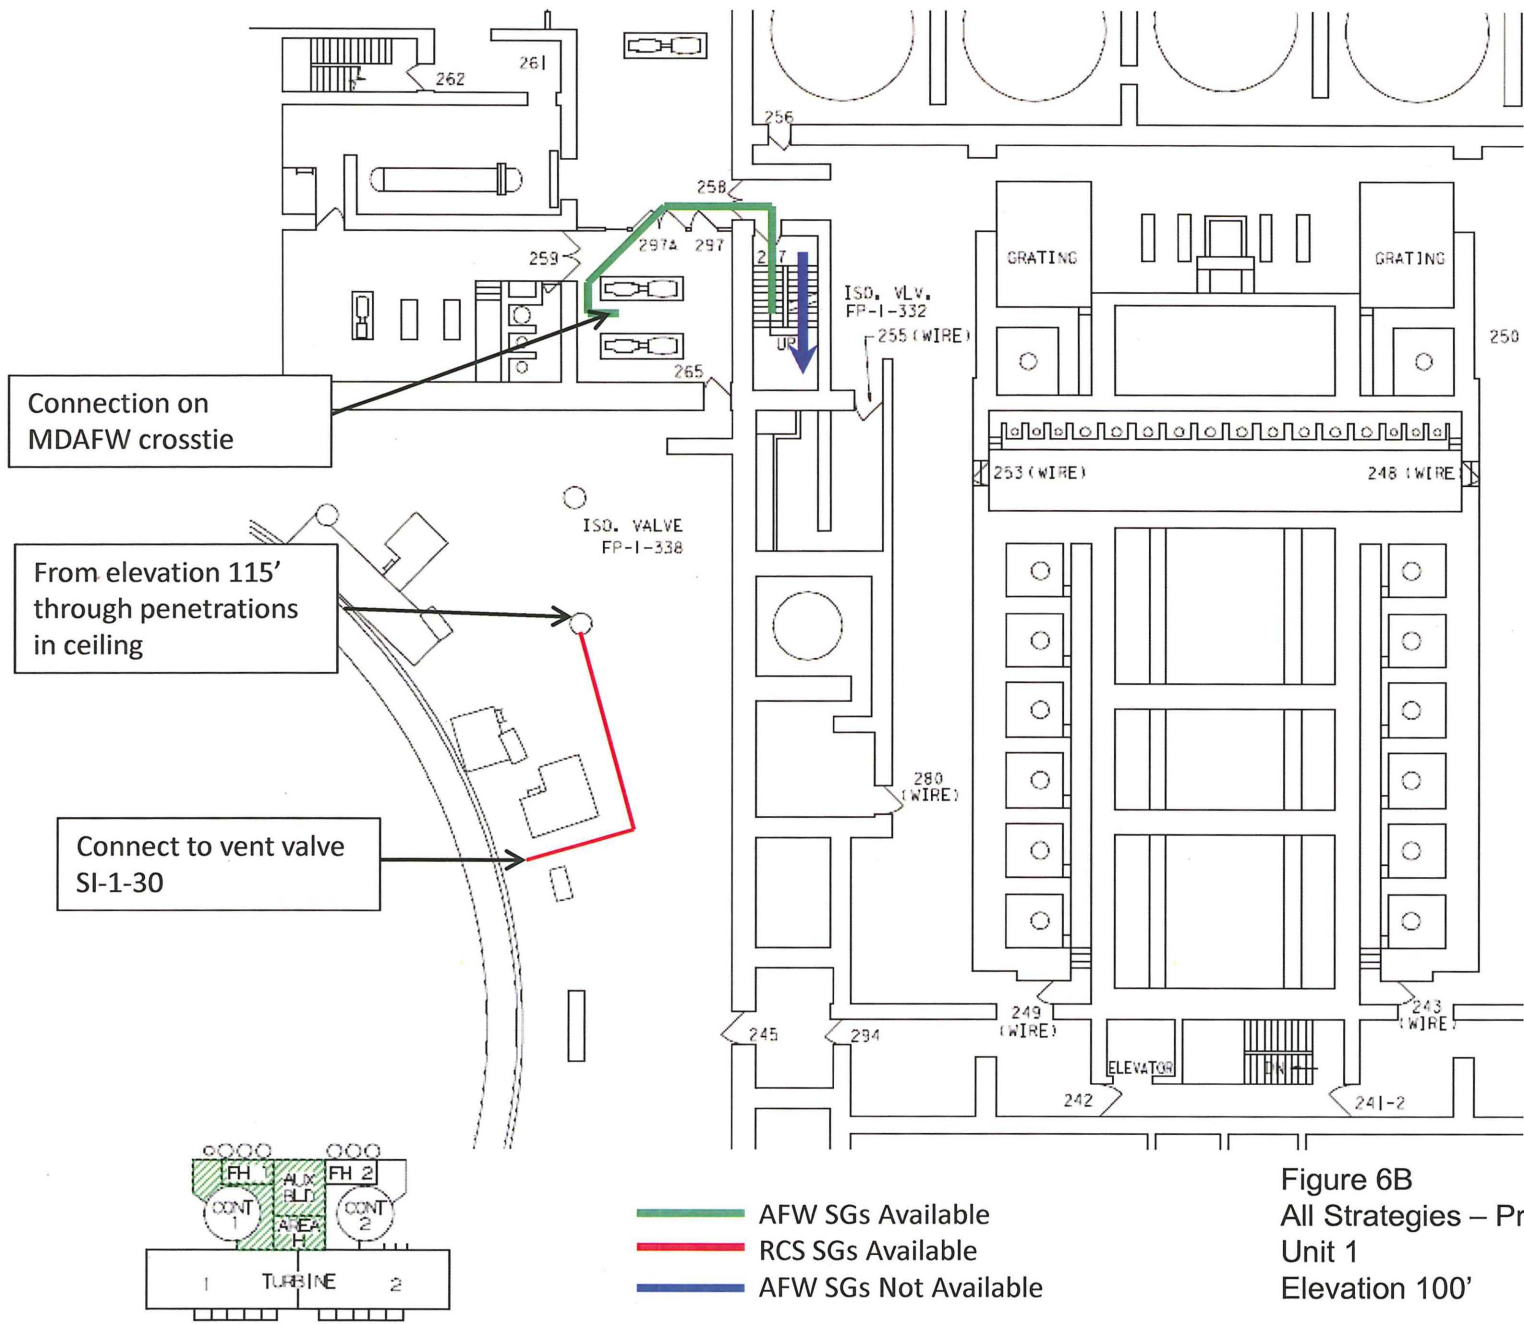 261
262
256
258
297A 297
259
GRATING
GRATING
ISO. VLV.
FP-1-332
255 (WIRE)
250
UP
265
Connection on
MDAFW crosstie
253 (WIRE)
248 (WIRE)
ISO. VALVE
FP-1-338
From elevation 115'
through penetrations
in ceiling
280
(WIRE)
Connect to vent valve
SI-1-30
249
(WIRE)
243
(WIRE)
245
294
ELEVATOR
DN
242
241-2
FH 1
AUX
BLD
FH 2
CONT
1
CONT
2
AREA
H
1 TURBINE 2
AFW SGs Available
RCS SGs Available
AFW SGs Not Available
Figure 6B
All Strategies – Pr
Unit 1
Elevation 100'